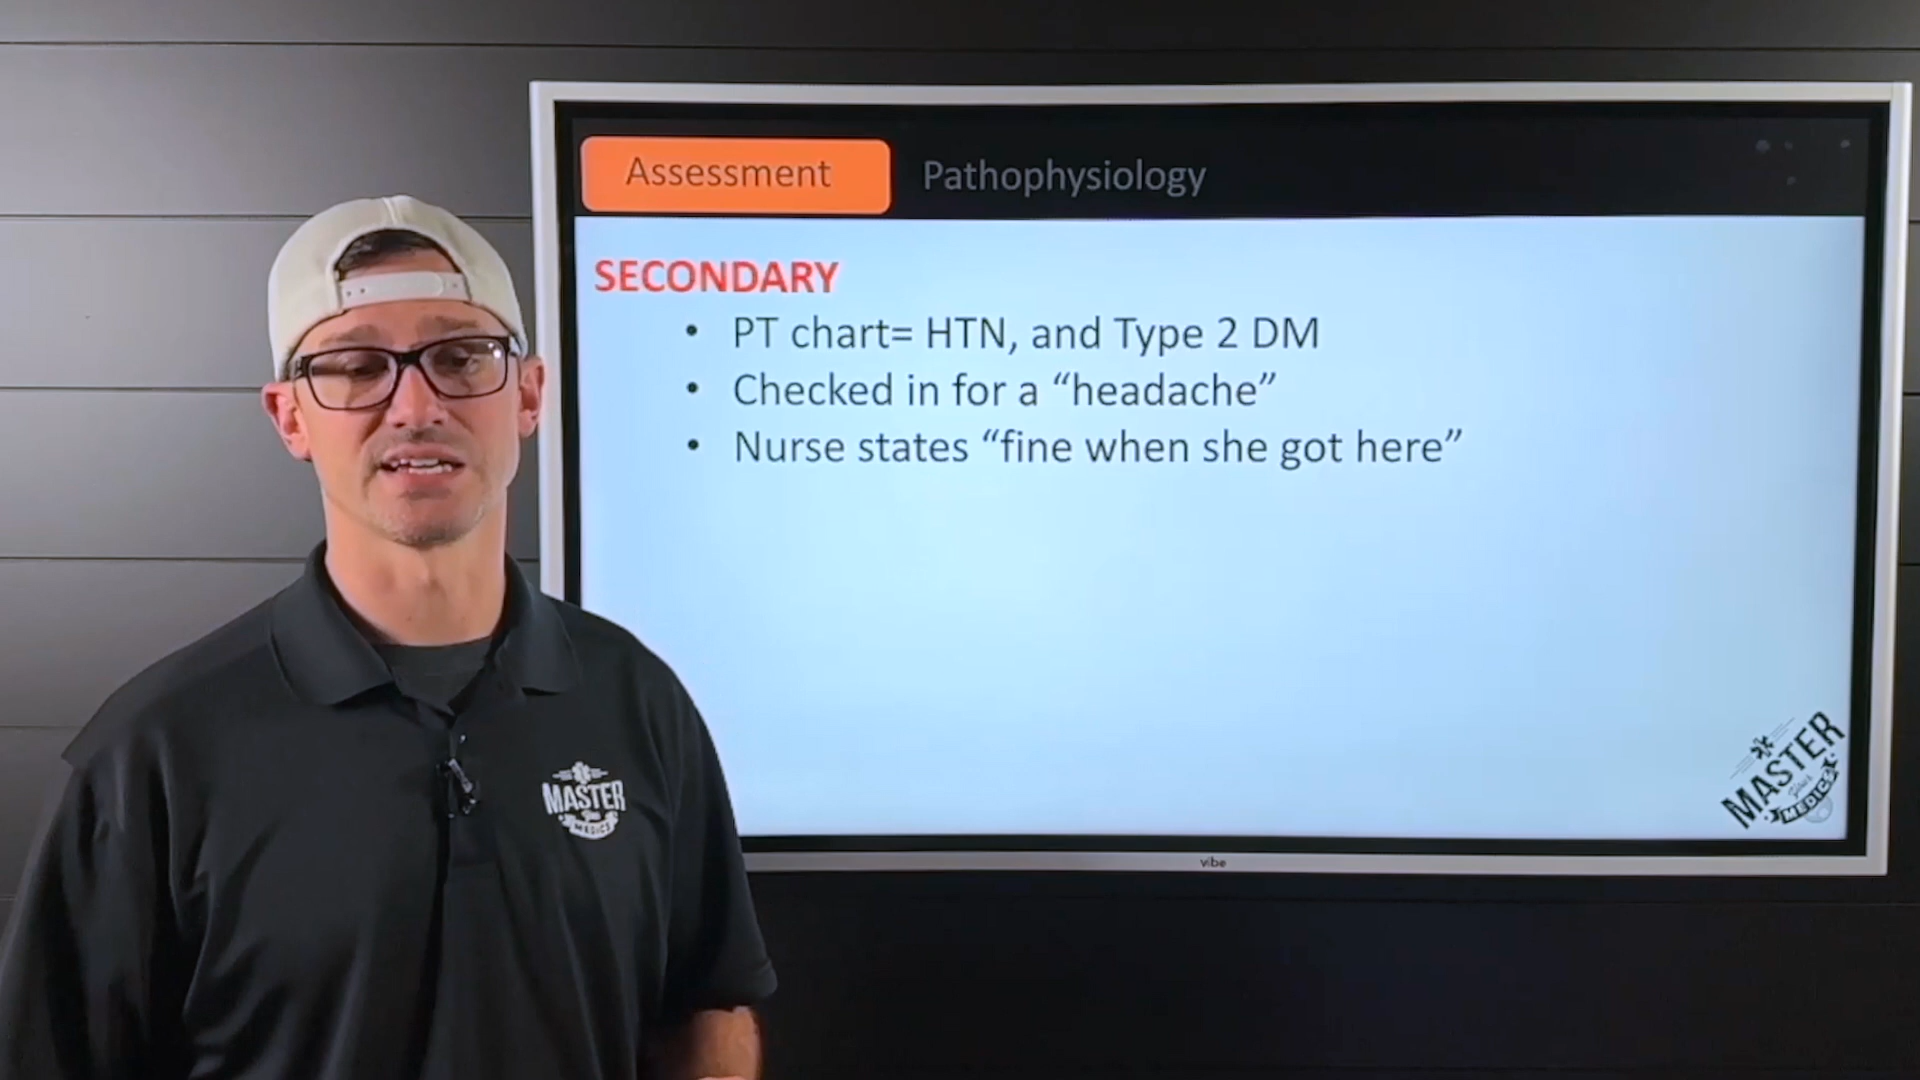 Assessment
Pathophysiology
SECONDARY
• PT chart= HTN, and Type 2 DM
• Checked in for a “headache”
• Nurse states “fine when she got here”
MASTER
MEDICS
MASTER
Your
MEDICS
vibe